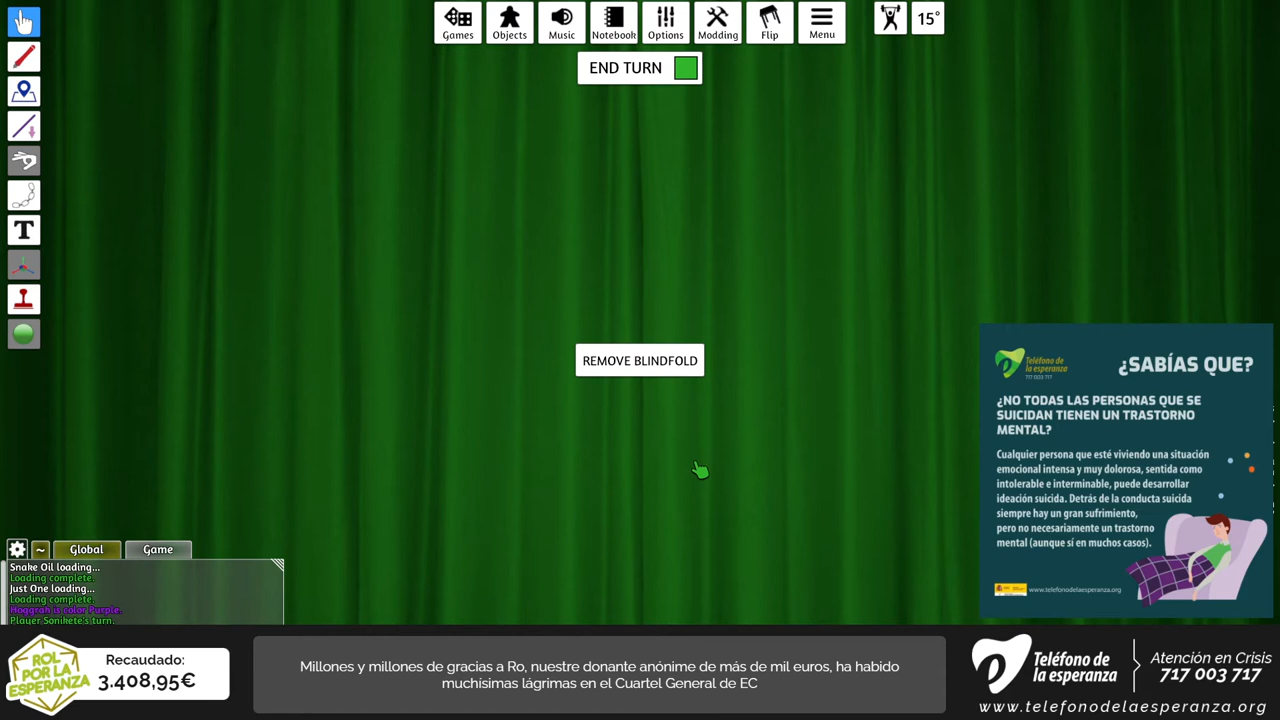 Games
Objects
Music
Notebook
Options
Modding
Flip
Menu
15°
END TURN
T
REMOVE BLINDFOLD
Teléfono de
la esperanza
717 003 717
¿SABÍAS QUE?
¿NO TODAS LAS PERSONAS QUE SE
SUICIDAN TIENEN UN TRASTORNO
MENTAL?
Cualquier persona que esté viviendo una situación
emocional intensa y muy dolorosa, sentida como
intolerable e interminable, puede desarrollar
ideación suicida. Detrás de la conducta suicida
siempre hay un gran sufrimiento,
pero no necesariamente un trastorno
mental (aunque sí en muchos casos).
www.telefonodelaesperanza.org
~
Global
Game
Snake Oil loading...
Loading complete.
Just One loading...
Loading complete.
Hoggrah is color Purple.
Player Sonikete's turn.
ROL
POR LA
ESPERANZA
Recaudado:
3.408,95€
Millones y millones de gracias a Ro, nuestre donante anónime de más de mil euros, ha habido
muchísimas lágrimas en el Cuartel General de EC
Teléfono de
la esperanza
Atención en Crisis
717 003 717
www.telefonodelaesperanza.org